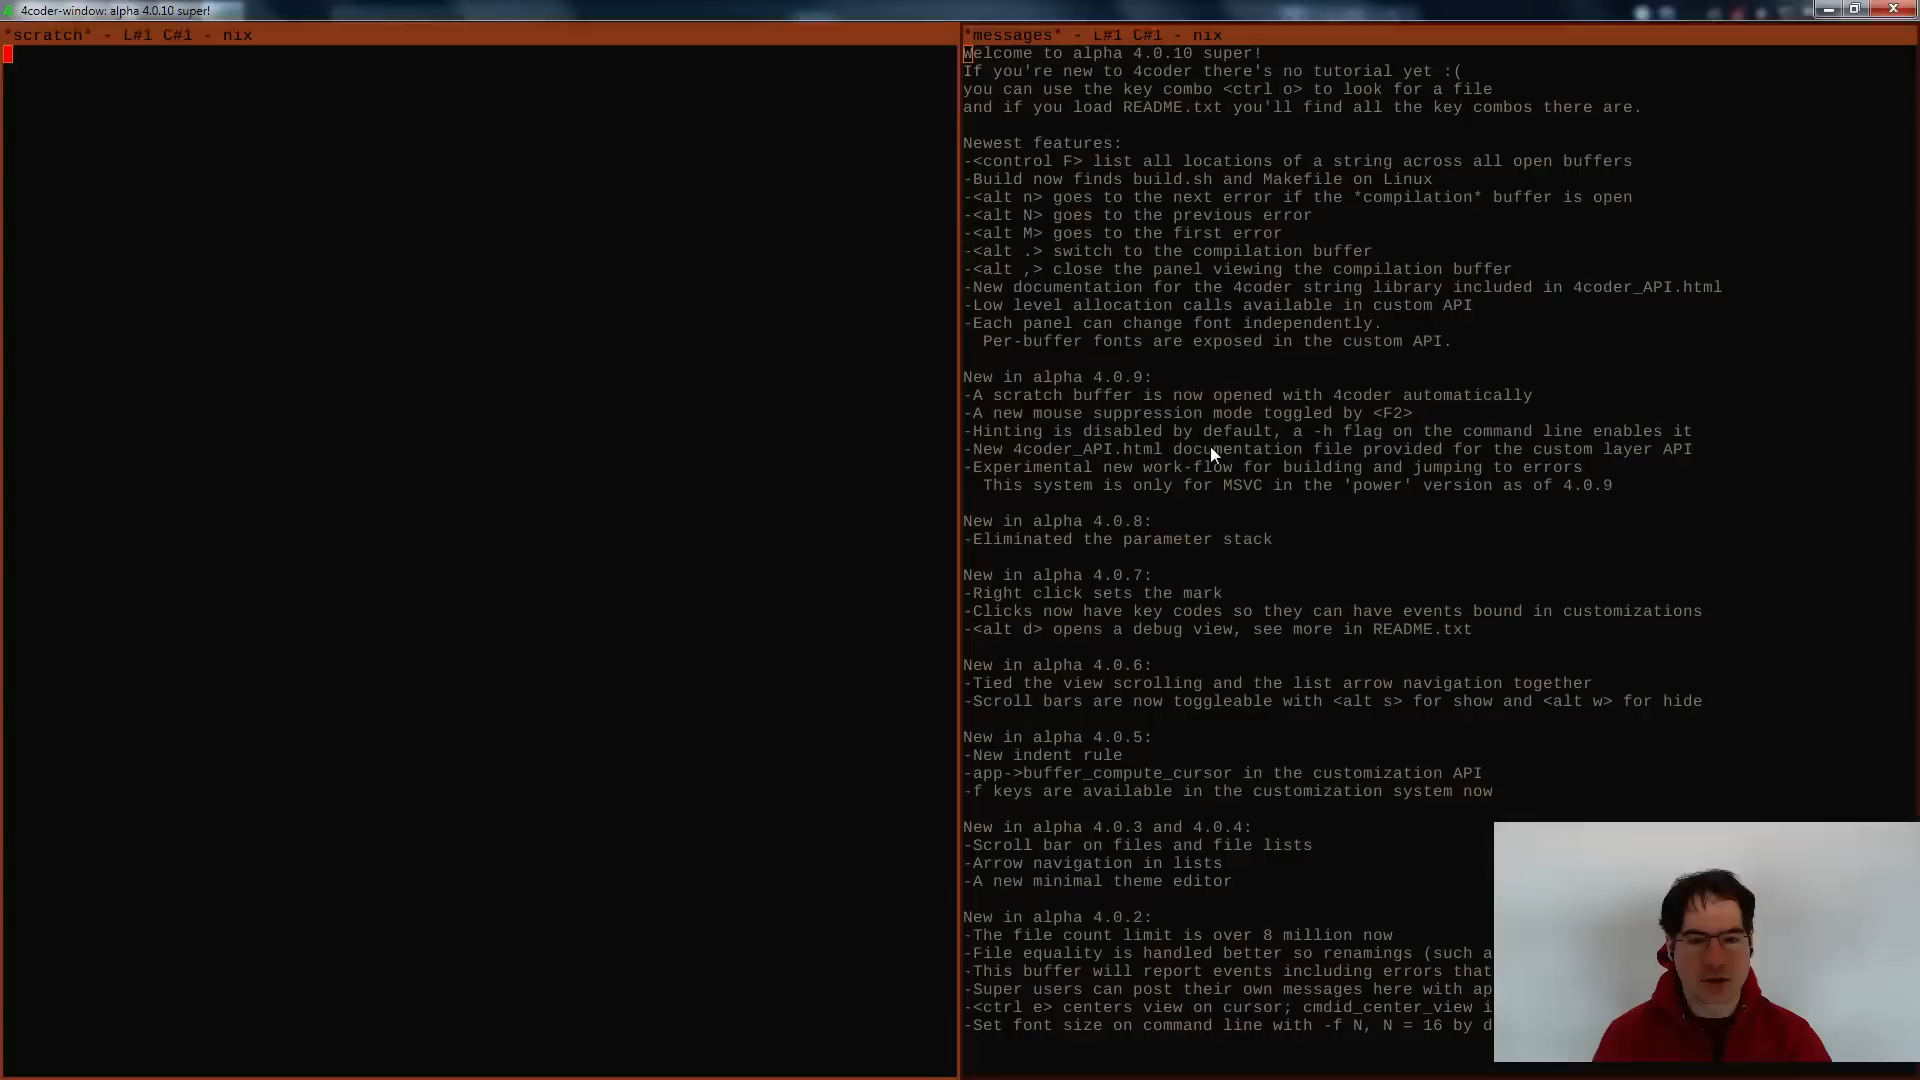 4coder-window: alpha 4.0.10 super!
*scratch* - L#1 C#1 - nix
*messages* - L#1 C#1 - nix
Welcome to alpha 4.0.10 super!
If you're new to 4coder there's no tutorial yet :(
you can use the key combo <ctrl o> to look for a file
and if you load README.txt you'll find all the key combos there are.
Newest features:
-<control F> list all locations of a string across all open buffers
-Build now finds build.sh and Makefile on Linux
-<alt n> goes to the next error if the *compilation* buffer is open
-<alt N> goes to the previous error
-<alt M> goes to the first error
-<alt .> switch to the compilation buffer
-<alt ,> close the panel viewing the compilation buffer
-New documentation for the 4coder string library included in 4coder_API.html
-Low level allocation calls available in custom API
-Each panel can change font independently.
Per-buffer fonts are exposed in the custom API.
New in alpha 4.0.9:
-A scratch buffer is now opened with 4coder automatically
-A new mouse suppression mode toggled by <F2>
-Hinting is disabled by default, a -h flag on the command line enables it
-New 4coder_API.html documentation file provided for the custom layer API
-Experimental new work-flow for building and jumping to errors
This system is only for MSVC in the 'power' version as of 4.0.9
New in alpha 4.0.8:
-Eliminated the parameter stack
New in alpha 4.0.7:
-Right click sets the mark
-Clicks now have key codes so they can have events bound in customizations
-<alt d> opens a debug view, see more in README.txt
New in alpha 4.0.6:
-Tied the view scrolling and the list arrow navigation together
-Scroll bars are now toggleable with <alt s> for show and <alt w> for hide
New in alpha 4.0.5:
-New indent rule
-app->buffer_compute_cursor in the customization API
-f keys are available in the customization system now
New in alpha 4.0.3 and 4.0.4:
-Scroll bar on files and file lists
-Arrow navigation in lists
-A new minimal theme editor
New in alpha 4.0.2:
-The file count limit is over 8 million now
-File equality is handled better so renamings (such a
-This buffer will report events including errors that
-Super users can post their own messages here with ap
-<ctrl e> centers view on cursor; cmdid_center_view i
-Set font size on command line with -f N, N = 16 by d